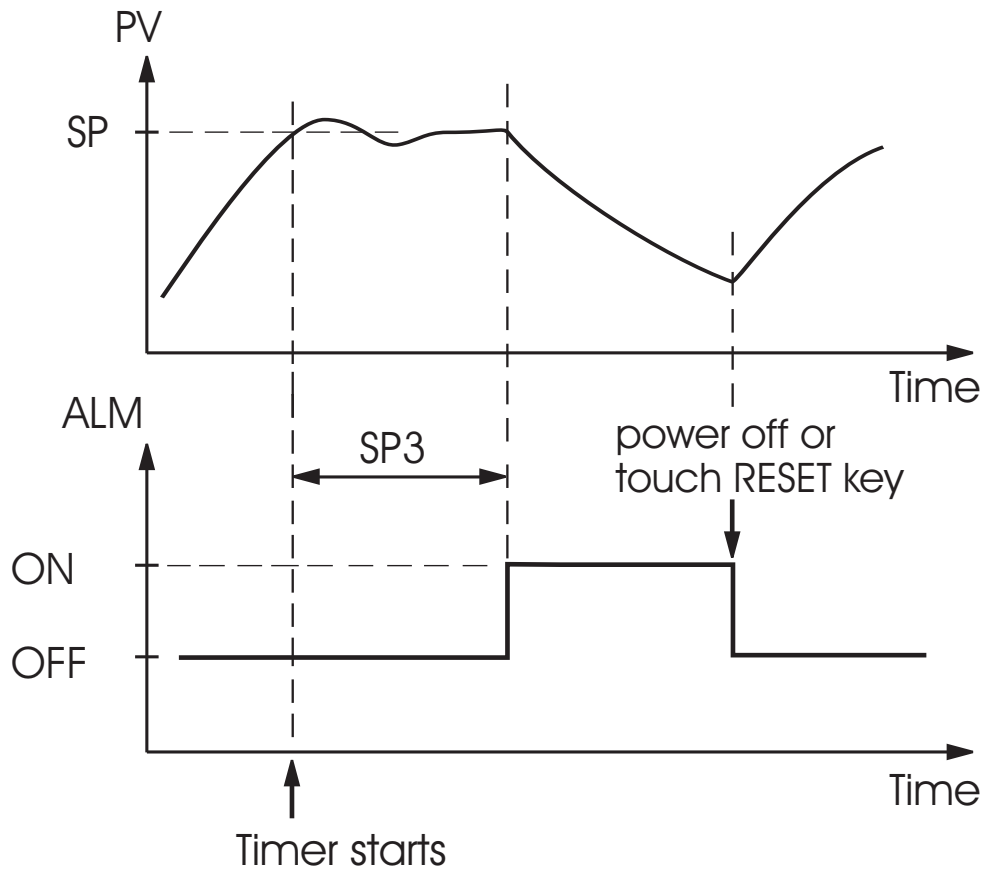 PV
SP
Time
ALM
SP3
power off or
touch RESET key
ON
OFF
Time
Timer starts